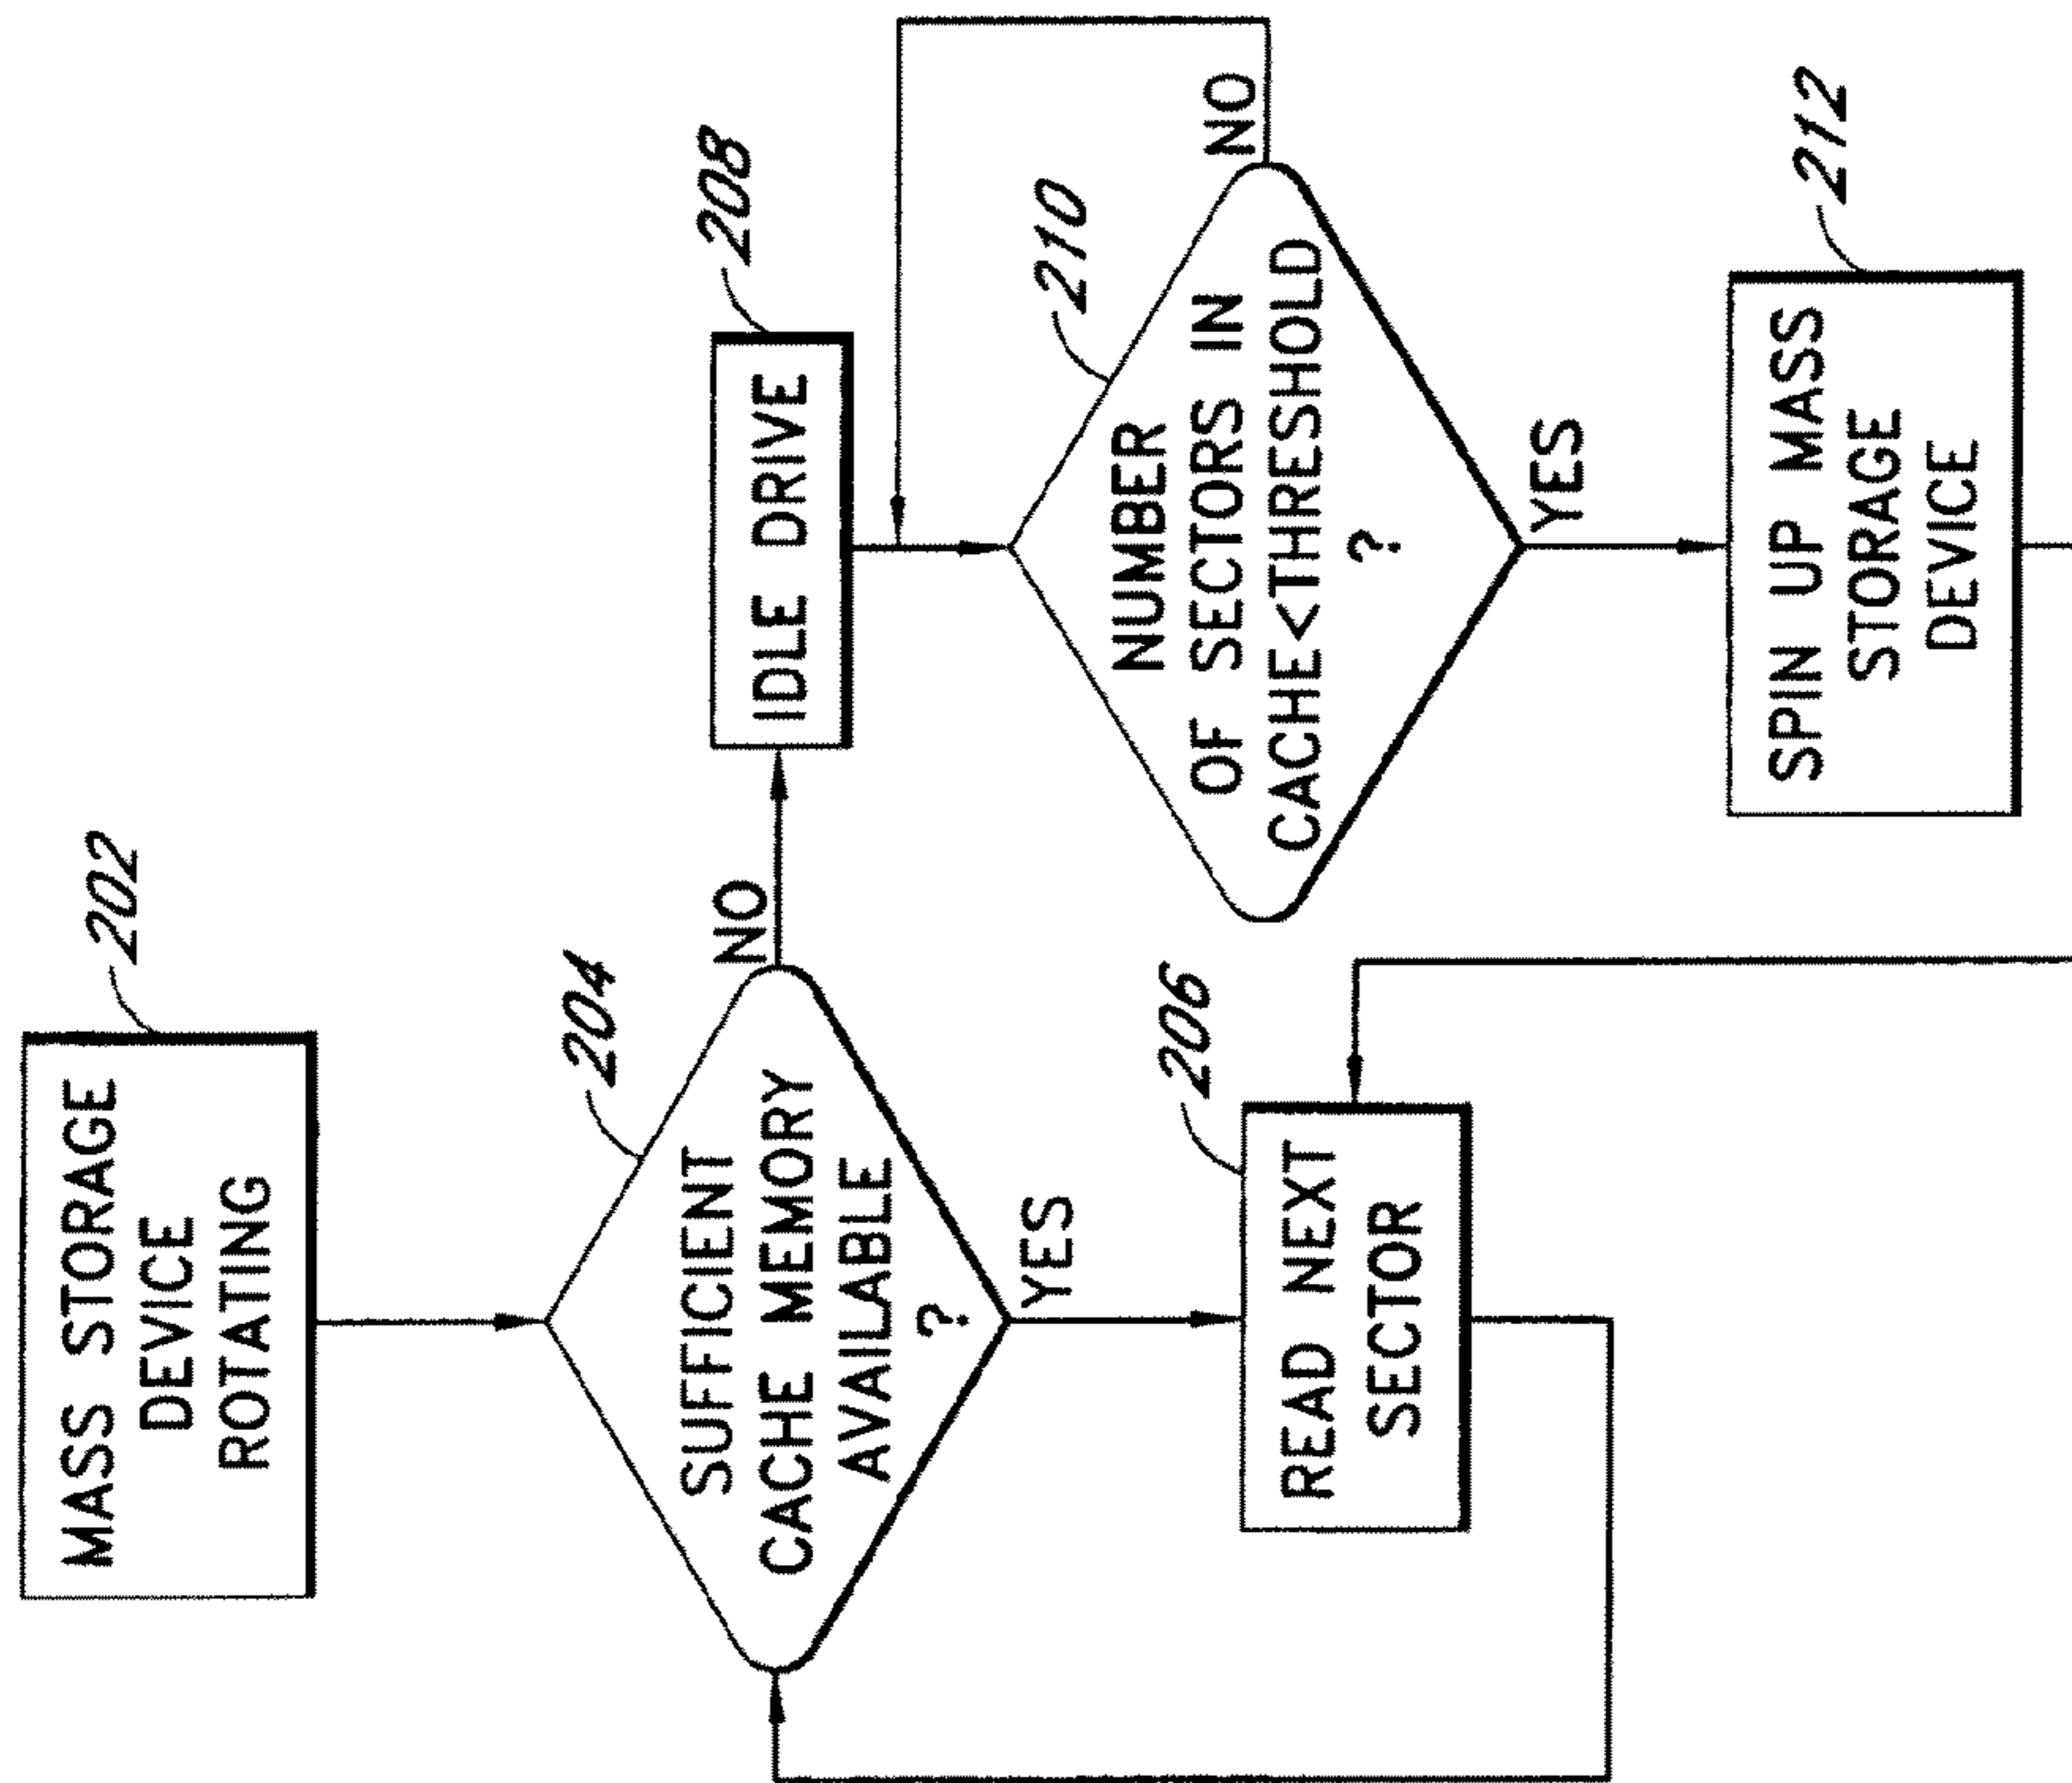 202
MASS STORAGE
DEVICE
ROTATING
204
SUFFICIENT
CACHE MEMORY
AVAILABLE
?
NO
YES
206
READ NEXT
SECTOR
208
IDLE DRIVE
210
NUMBER
OF SECTORS IN
CACHE<THRESHOLD
?
NO
YES
212
SPIN UP MASS
STORAGE
DEVICE